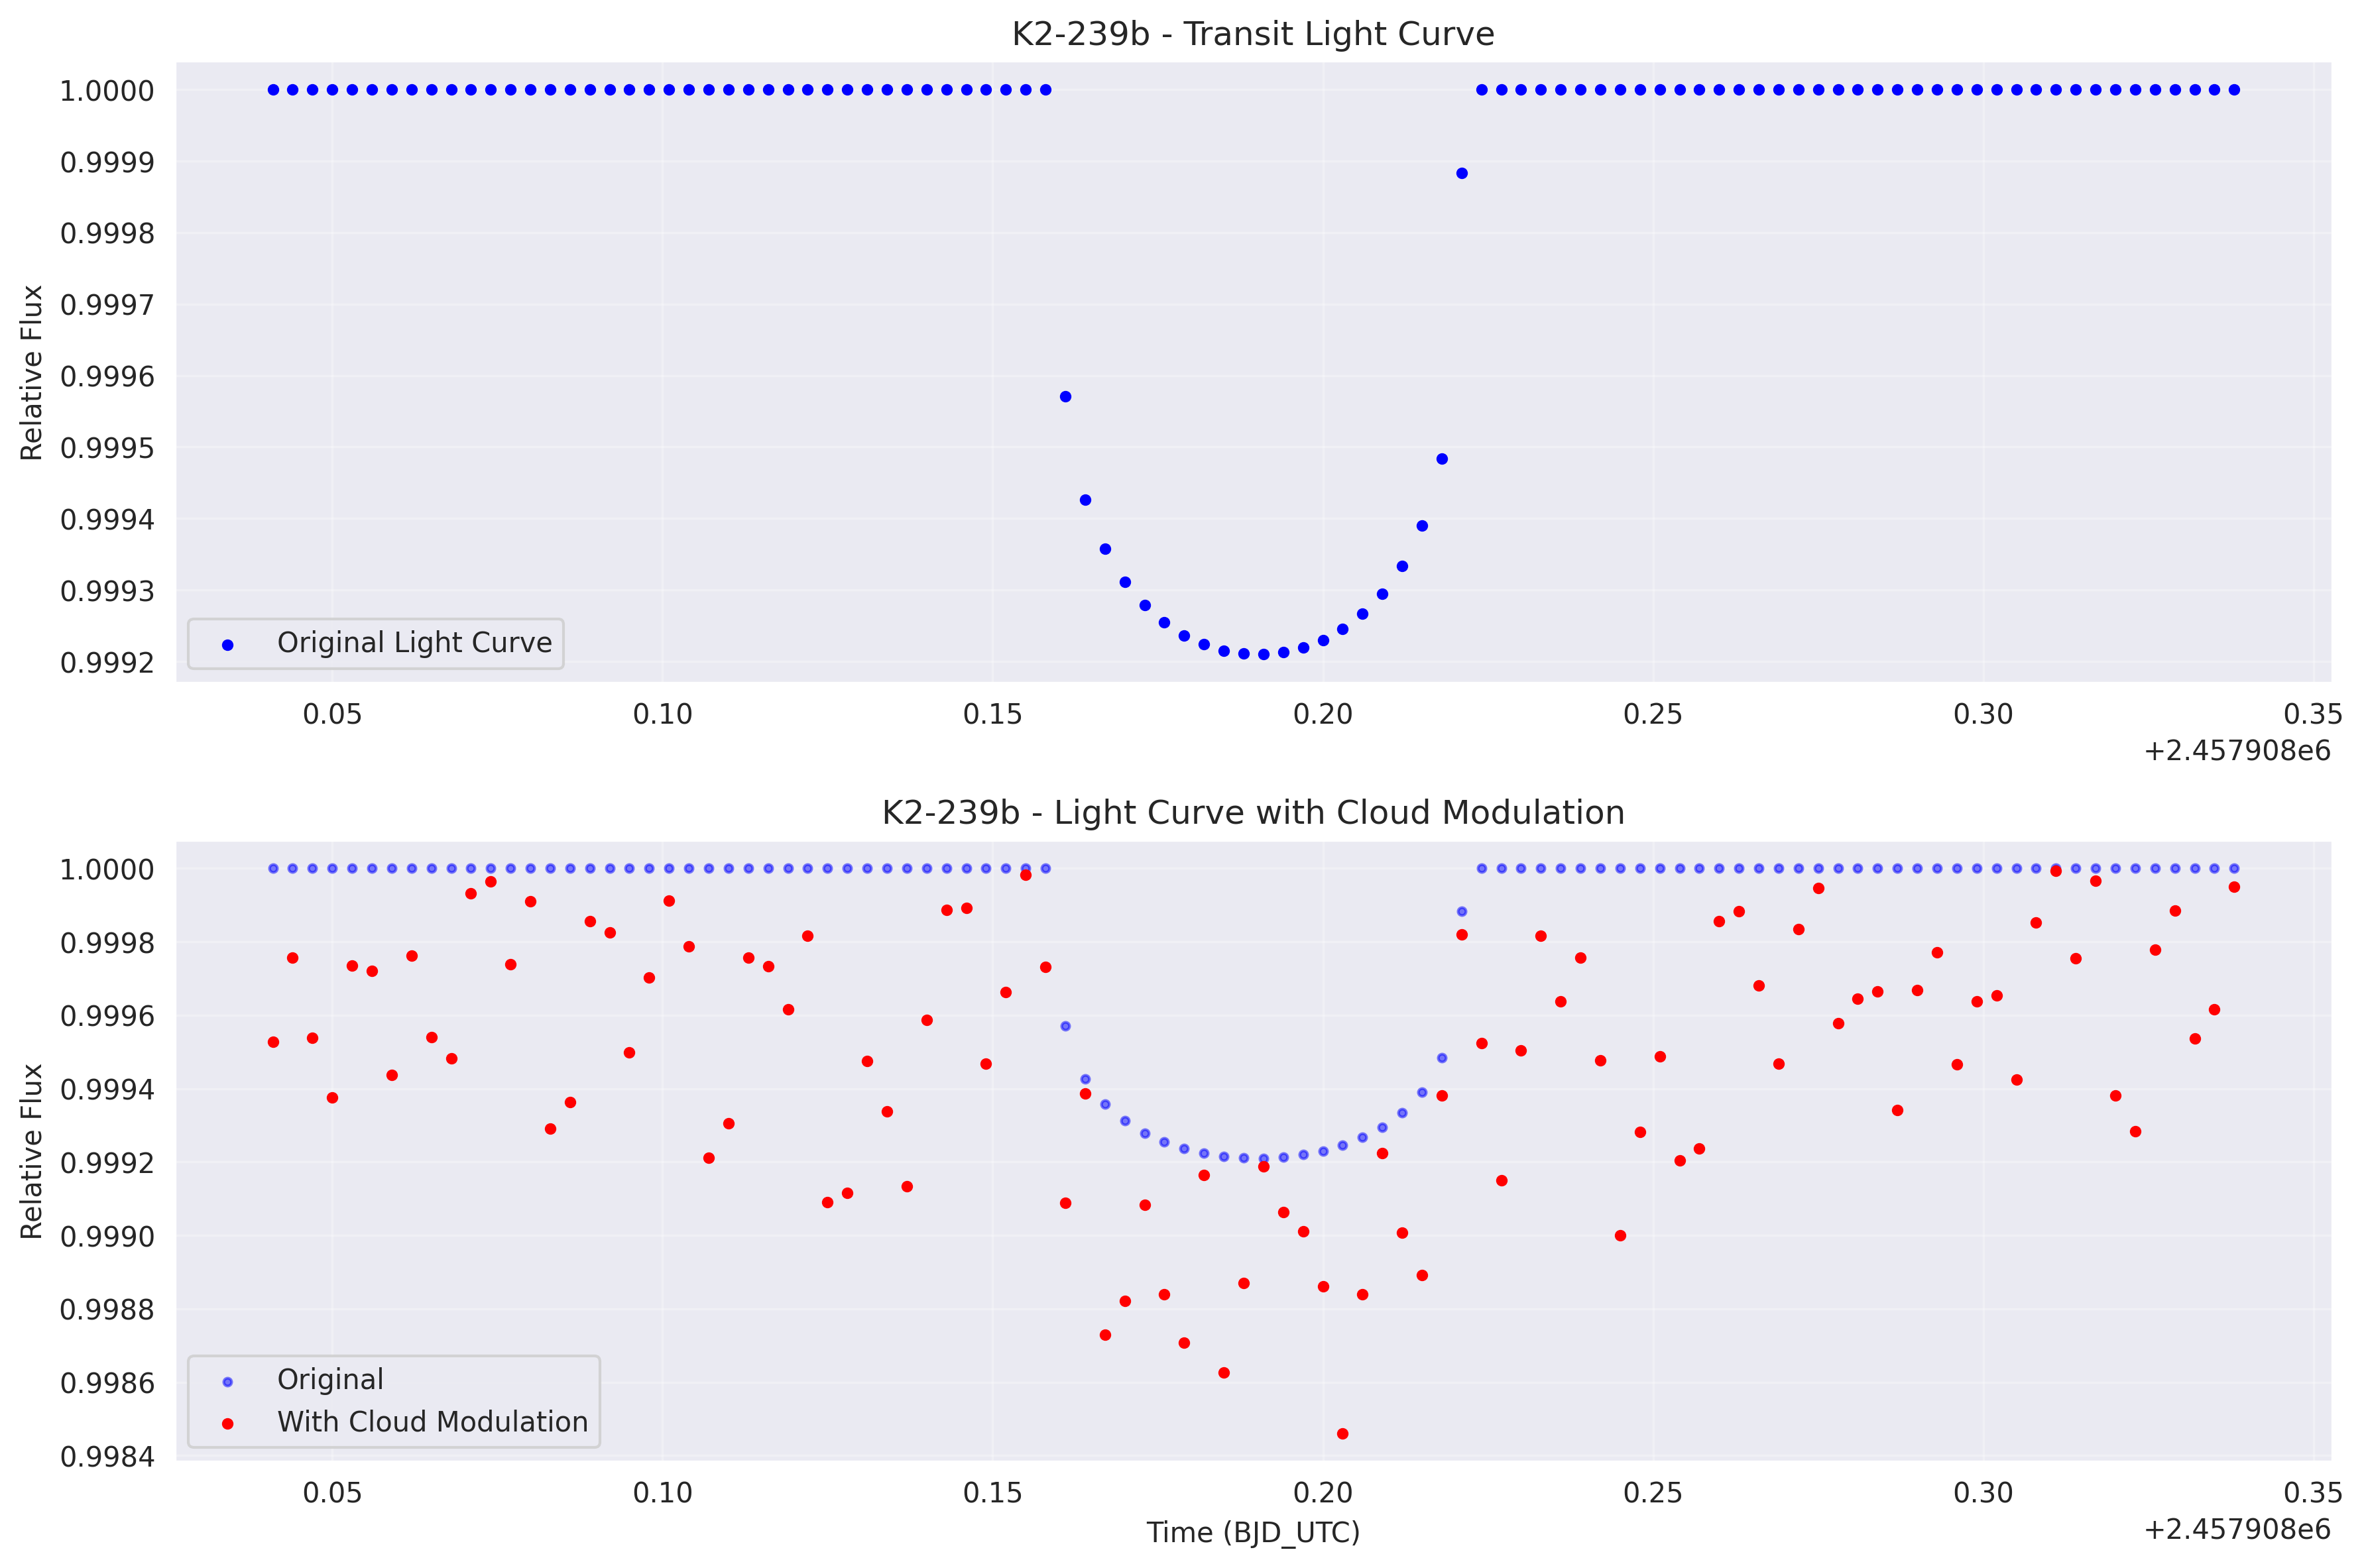 K2-239b - Transit Light Curve
1.0000
0.9999
0.9998
0.9997
0.9996
0.9995
0.9994
0.9993
0.9992
Relative Flux
Original Light Curve
0.05 0.10 0.15 0.20 0.25 0.30 0.35
+2.457908e6
K2-239b - Light Curve with Cloud Modulation
1.0000
0.9998
0.9996
0.9994
0.9992
0.9990
0.9988
0.9986
0.9984
Relative Flux
Original
With Cloud Modulation
0.05 0.10 0.15 0.20 0.25 0.30 0.35
Time (BJD_UTC)
+2.457908e6